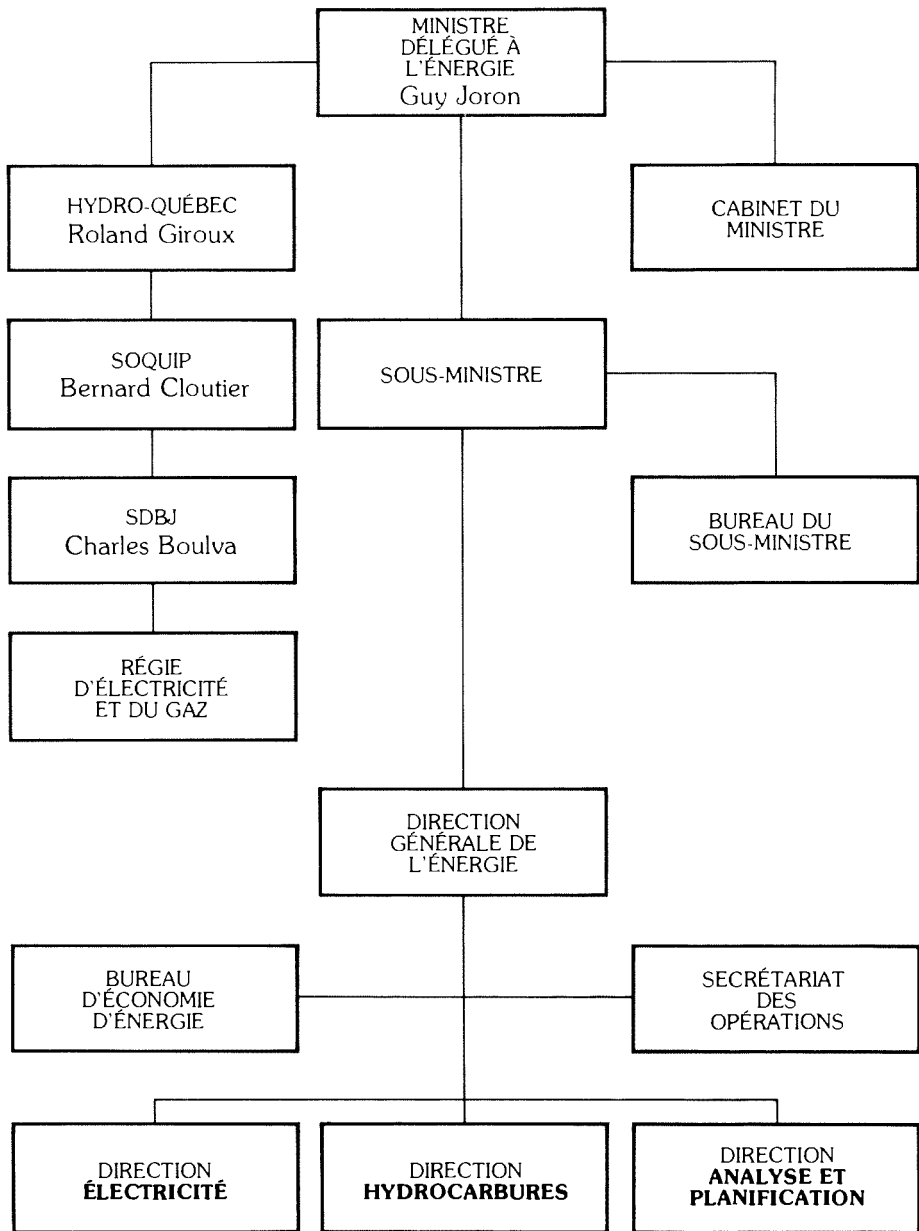 MINISTRE
DÉLÉGUÉ À
L'ÉNERGIE
Guy Joron
HYDRO-QUÉBEC
Roland Giroux
CABINET DU
MINISTRE
SOQUIP
Bernard Cloutier
SOUS-MINISTRE
SDBJ
Charles Boulva
BUREAU DU
SOUS-MINISTRE
RÉGIE
D'ÉLECTRICITÉ
ET DU GAZ
DIRECTION
GÉNÉRALE DE
L'ÉNERGIE
BUREAU
D'ÉCONOMIE
D'ÉNERGIE
SECRÉTARIAT
DES
OPÉRATIONS
DIRECTION
ÉLECTRICITÉ
DIRECTION
HYDROCARBURES
DIRECTION
ANALYSE ET
PLANIFICATION